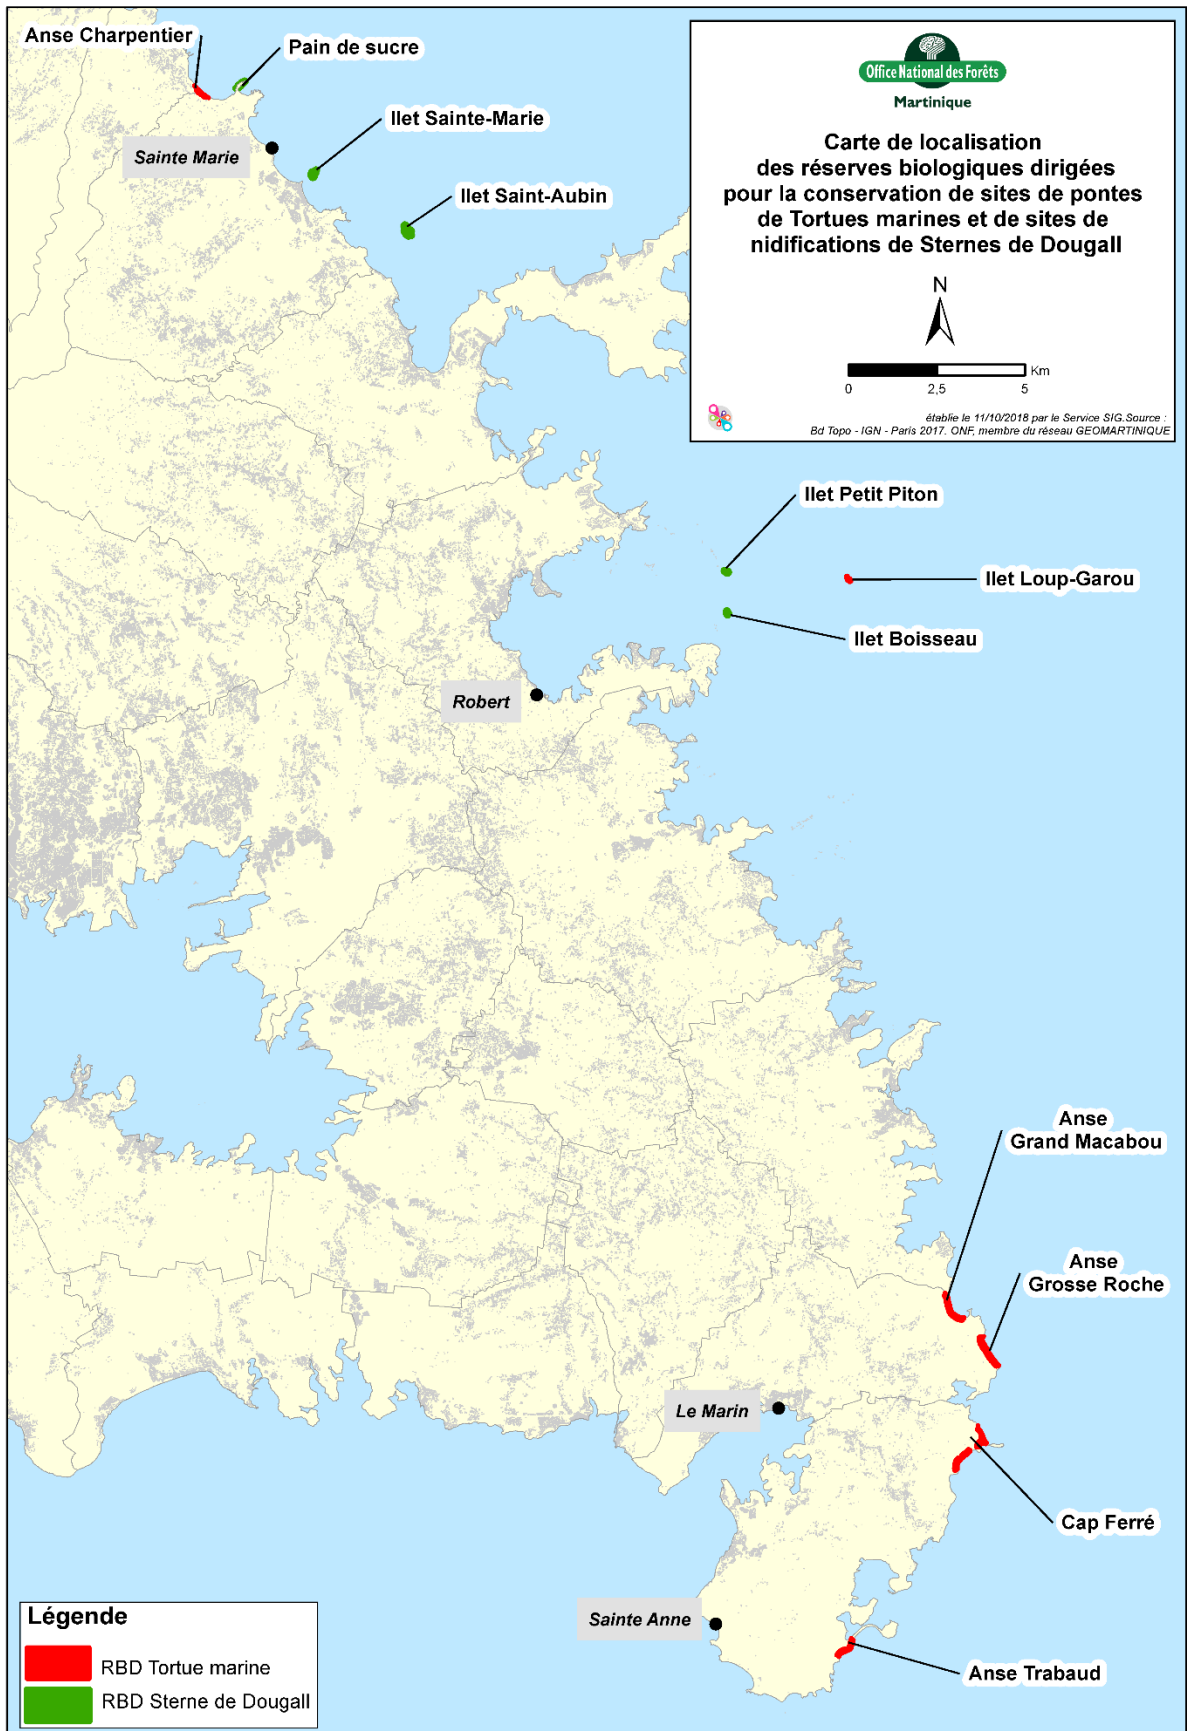 Anse Charpentier
Pain de sucre
Ilet Sainte-Marie
Sainte Marie
Ilet Saint-Aubin
Office National des Forêts
Martinique
Carte de localisation
des réserves biologiques dirigées
pour la conservation de sites de pontes
de Tortues marines et de sites de
nidifications de Sternes de Dougall
N
Km
0 2,5 5
établie le 11/10/2018 par le Service SIG.Source :
Bd Topo - IGN - Paris 2017. ONF, membre du réseau GEOMARTINIQUE
Ilet Petit Piton
Ilet Loup-Garou
Ilet Boisseau
Robert
Anse
Grand Macabou
Anse
Grosse Roche
Le Marin
Cap Ferré
Sainte Anne
Anse Trabaud
Légende
RBD Tortue marine
RBD Sterne de Dougall